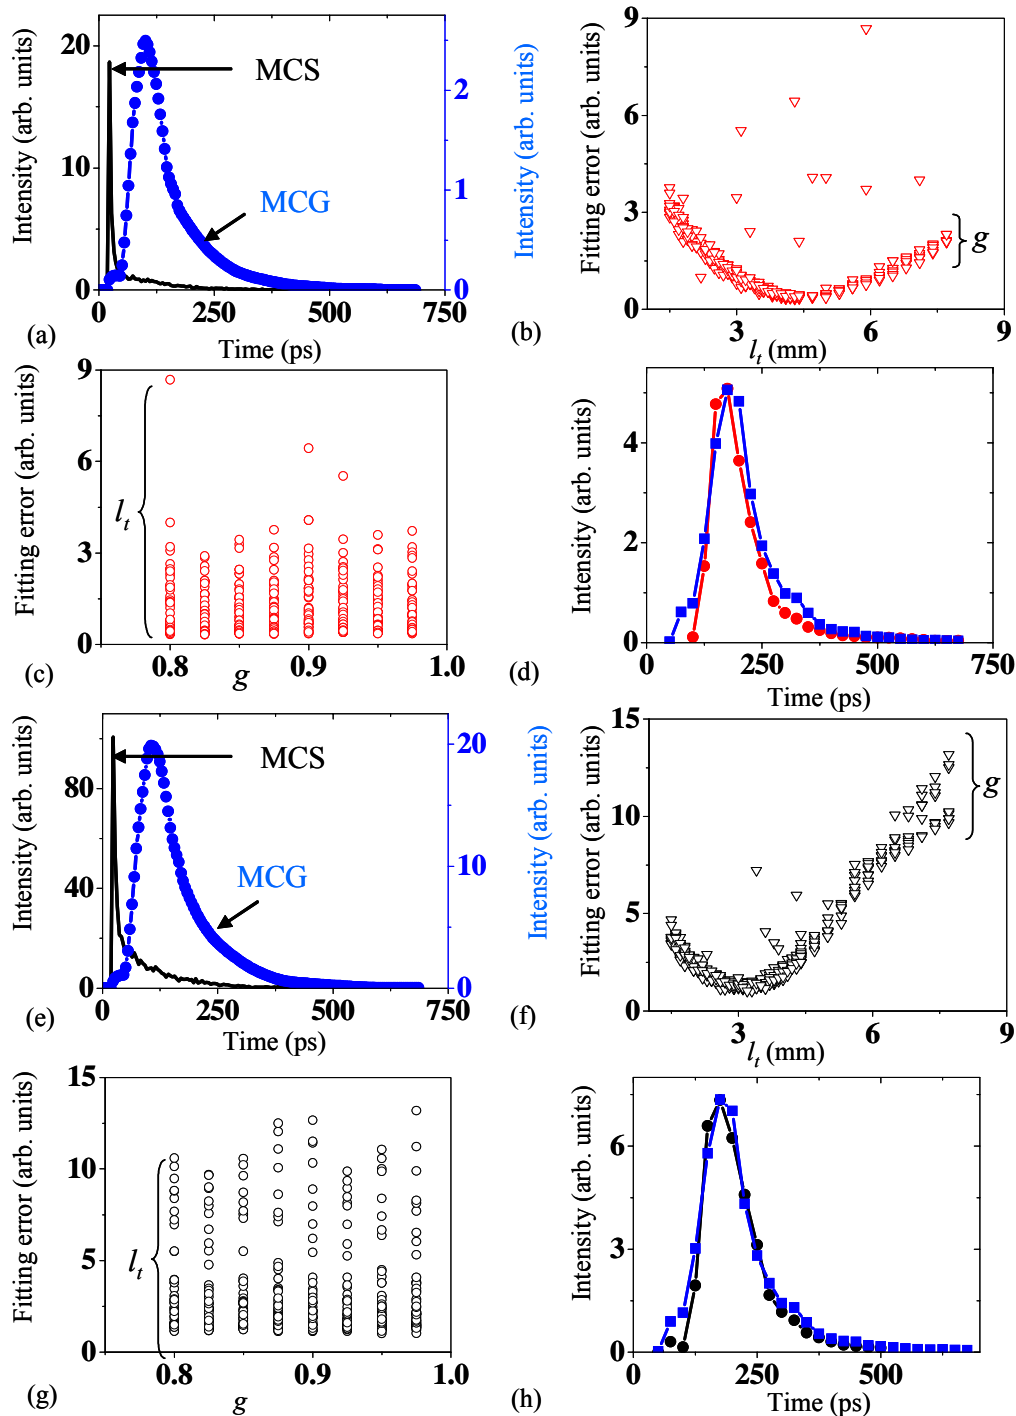 Intensity (arb. units)
20
10
0
0
250
500
750
2
1
0
Intensity (arb. units)
MCS
MCG
Time (ps)
(a)
Fitting error (arb. units)
9
6
3
0
3
6
9
g
l_t (mm)
(b)
Fitting error (arb. units)
9
6
3
0
0.8
0.9
1.0
l_t
g
(c)
Intensity (arb. units)
4
2
0
0
250
500
750
Time (ps)
(d)
Intensity (arb. units)
80
40
0
0
250
500
750
20
10
0
Intensity (arb. units)
MCS
MCG
Time (ps)
(e)
Fitting error (arb. units)
15
10
5
0
3
6
9
g
l_t (mm)
(f)
Fitting error (arb. units)
15
10
5
0
0.8
0.9
1.0
l_t
g
(g)
Intensity (arb. units)
6
3
0
0
250
500
Time (ps)
(h)